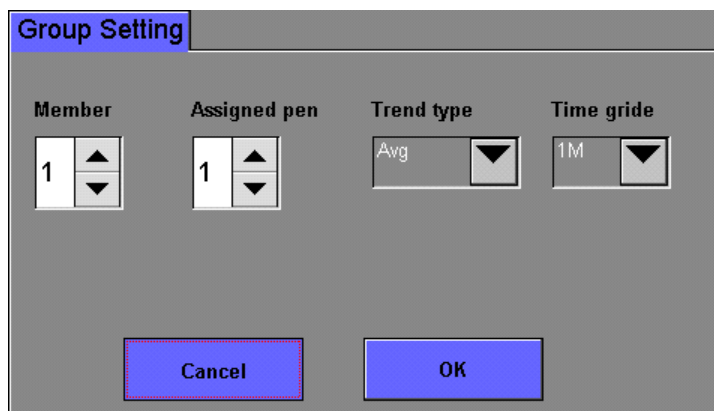 Group Setting
Member Assigned pen Trend type Time gride
1 1 Avg 1M
Cancel OK